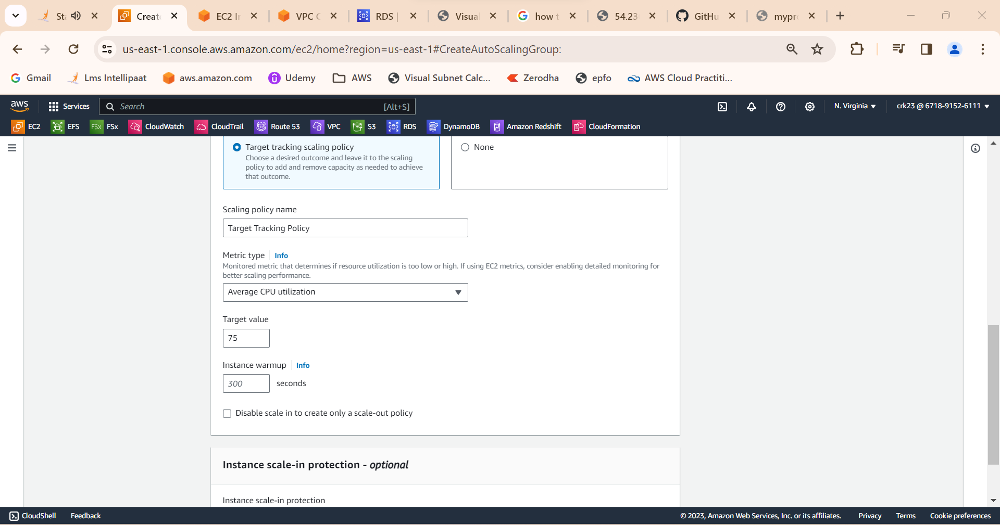 St
Creat
EC2 In
VPC C
RDS |
Visual
how t
54.23
GitHu
mypr
us-east-1.console.aws.amazon.com/ec2/home?region=us-east-1#CreateAutoScalingGroup:
Gmail
Lms Intellipaat
aws.amazon.com
Udemy
AWS
Visual Subnet Calc...
Zerodha
epfo
AWS Cloud Practiti...
aws
Services
Search
[Alt+S]
N. Virginia
crk23 @ 6718-9152-6111
EC2
EFS
FSx
FSx
CloudWatch
CloudTrail
Route 53
VPC
S3
RDS
DynamoDB
Amazon Redshift
CloudFormation
Target tracking scaling policy
Choose a desired outcome and leave it to the scaling
policy to add and remove capacity as needed to achieve
that outcome.
None
Scaling policy name
Target Tracking Policy
Metric type
Info
Monitored metric that determines if resource utilization is too low or high. If using EC2 metrics, consider enabling detailed monitoring for
better scaling performance.
Average CPU utilization
Target value
75
Instance warmup
Info
300
seconds
Disable scale in to create only a scale-out policy
Instance scale-in protection - optional
Instance scale-in protection
CloudShell
Feedback
© 2023, Amazon Web Services, Inc. or its affiliates.
Privacy
Terms
Cookie preferences